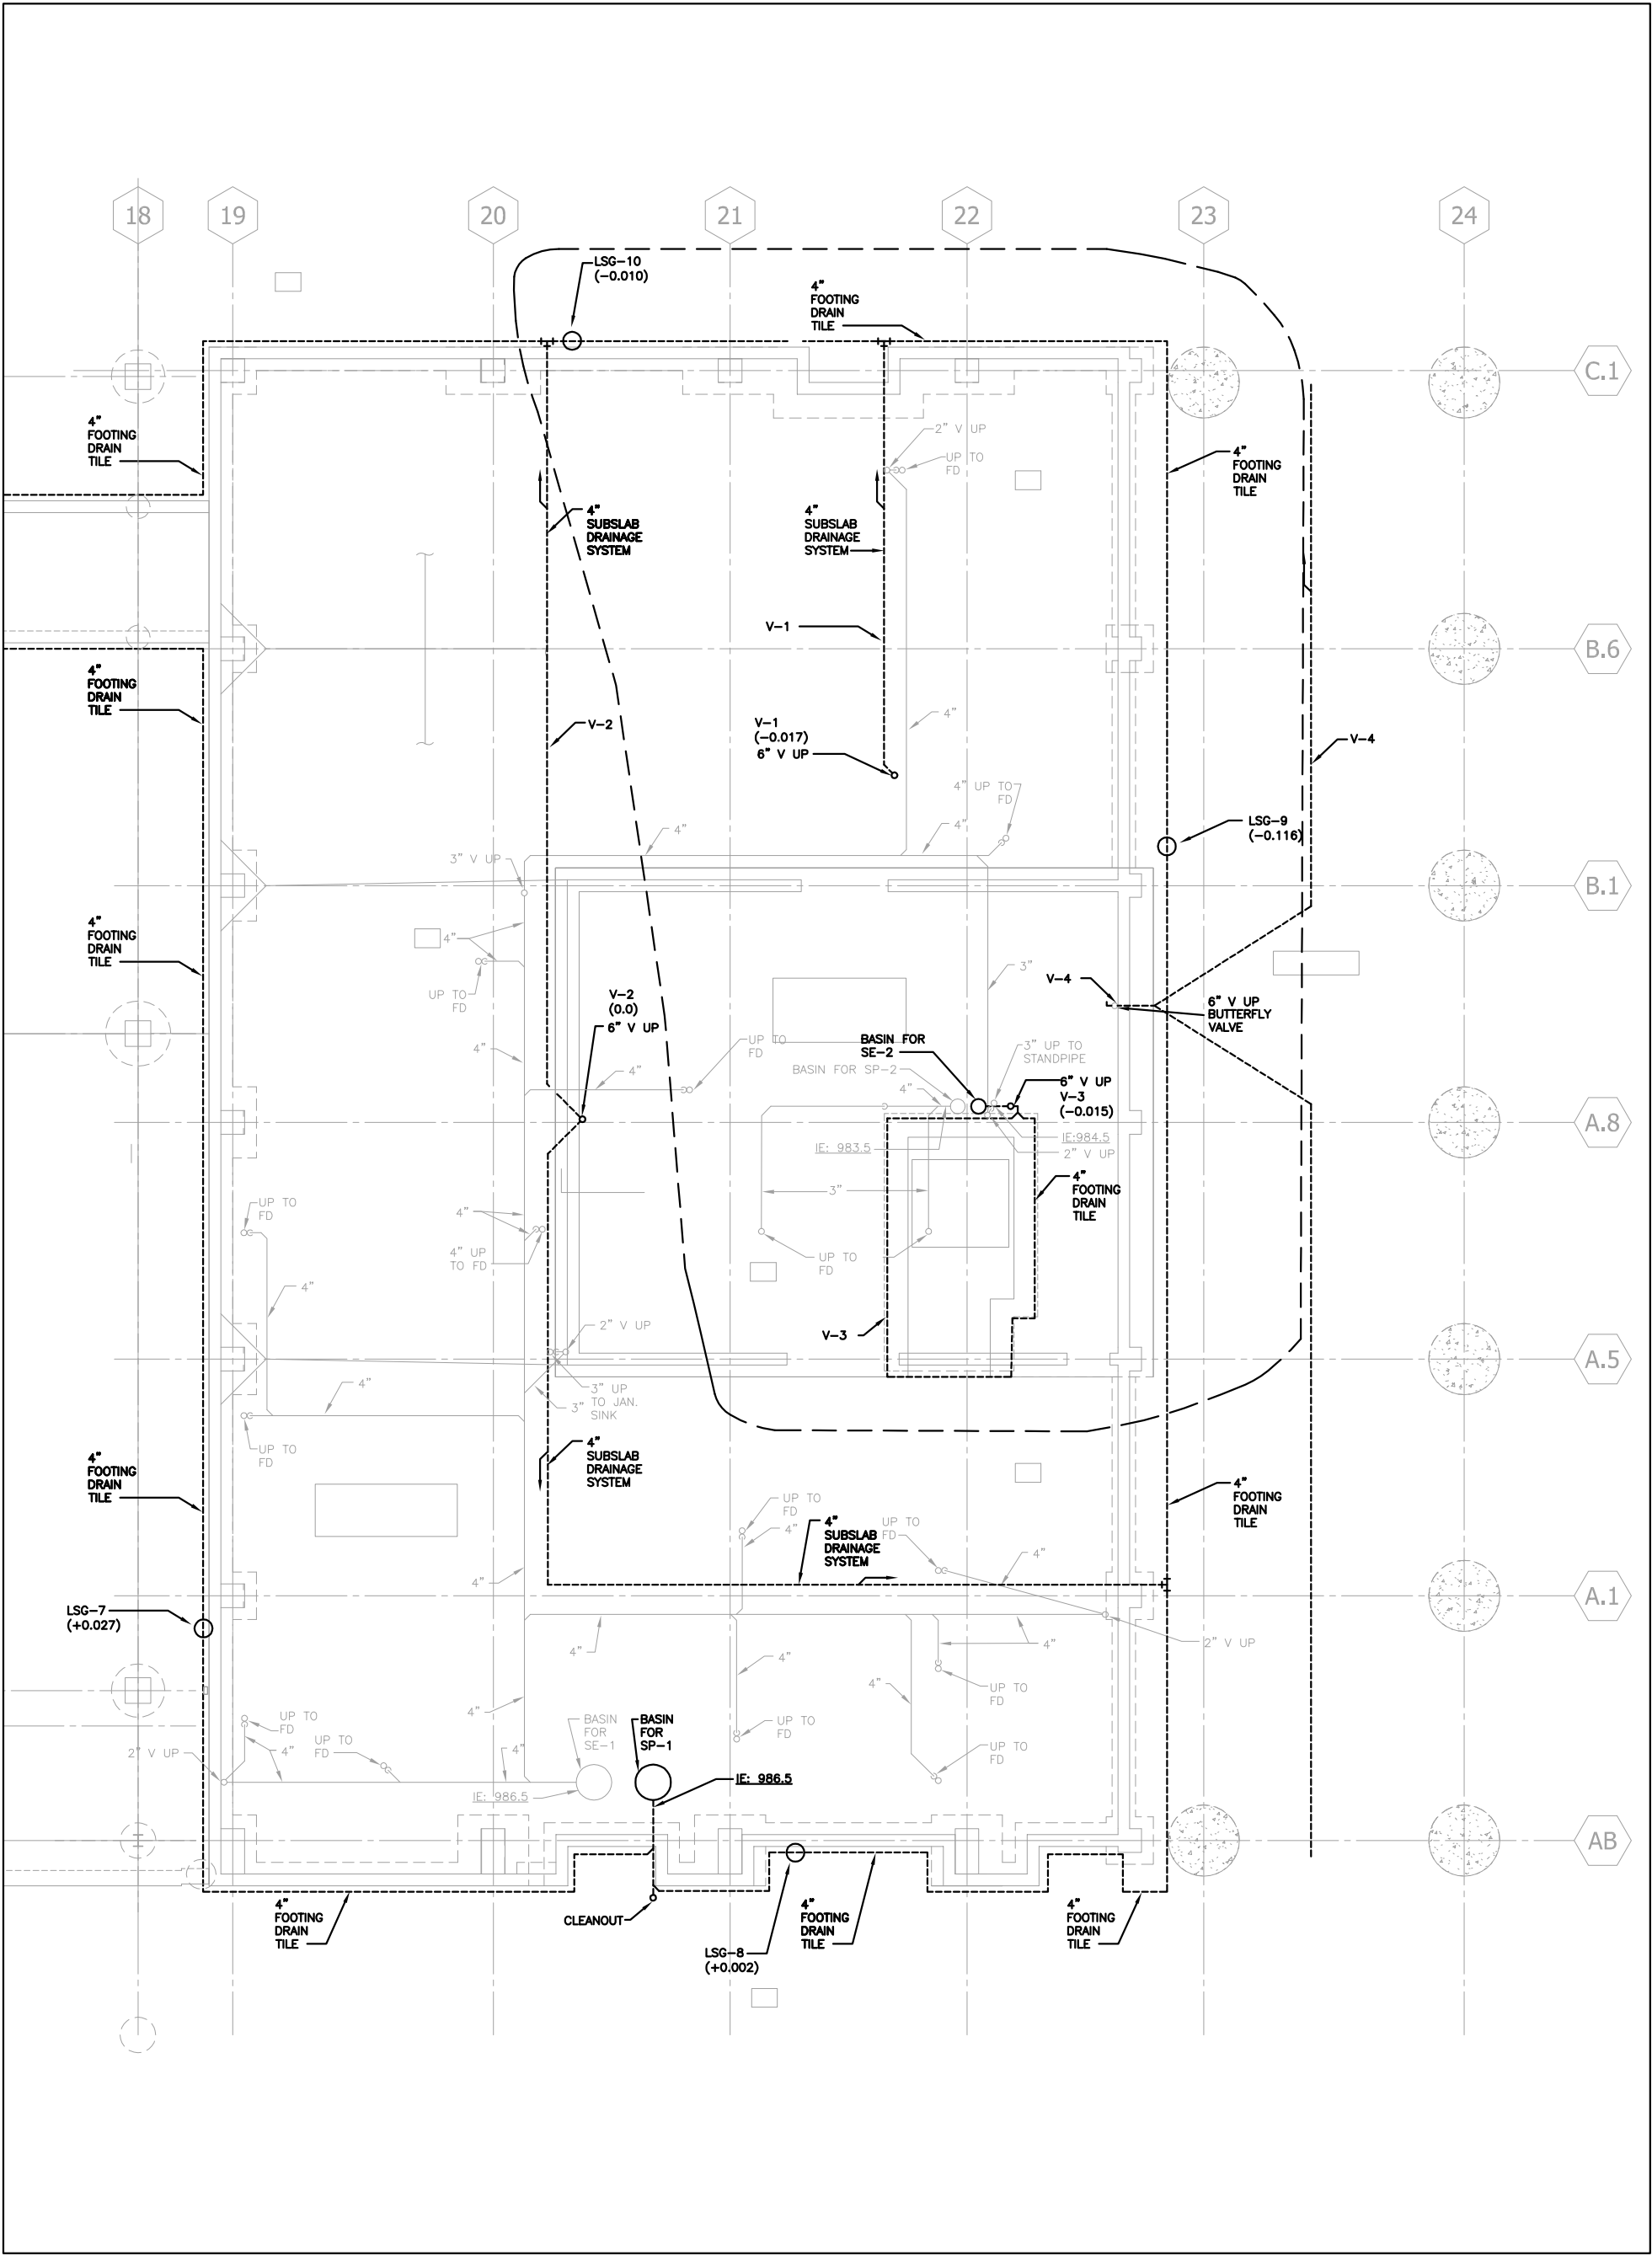 18
19
20
21
22
23
24
LSG-10
(-0.010)
4"
FOOTING
DRAIN
TILE
C.1
4"
FOOTING
DRAIN
TILE
2" V UP
UP TO
FD
4"
FOOTING
DRAIN
TILE
4"
SUBSLAB
DRAINAGE
SYSTEM
4"
SUBSLAB
DRAINAGE
SYSTEM
V-1
B.6
4"
FOOTING
DRAIN
TILE
V-2
V-1
(-0.017)
6" V UP
4"
V-4
4" UP TO
FD
4"
4"
LSG-9
(-0.116)
3" V UP
B.1
4"
FOOTING
DRAIN
TILE
4"
UP TO
FD
V-2
(0.0)
6" V UP
3"
V-4
6" V UP
BUTTERFLY
VALVE
4"
UP TO
FD
BASIN FOR
SE-2
3" UP TO
STANDPIPE
BASIN FOR SP-2
4"
4"
6" V UP
V-3
(-0.015)
A.8
IE: 983.5
IE:984.5
2" V UP
4"
FOOTING
DRAIN
TILE
3"
UP TO
FD
4"
4" UP
TO FD
UP TO
FD
4"
V-3
2" V UP
A.5
3" UP
TO JAN.
SINK
3"
4"
UP TO
FD
4"
FOOTING
DRAIN
TILE
4"
SUBSLAB
DRAINAGE
SYSTEM
4"
FOOTING
DRAIN
TILE
UP TO
FD
4"
4"
SUBSLAB
DRAINAGE
SYSTEM
UP TO
FD
4"
4"
A.1
LSG-7
(+0.027)
4"
4"
4"
2" V UP
4"
4"
UP TO
FD
UP TO
FD
UP TO
FD
4"
2" V UP
4"
BASIN
FOR
SE-1
BASIN
FOR
SP-1
UP TO
FD
UP TO
FD
IE: 986.5
IE: 986.5
AB
4"
FOOTING
DRAIN
TILE
CLEANOUT
LSG-8
(+0.002)
4"
FOOTING
DRAIN
TILE
4"
FOOTING
DRAIN
TILE